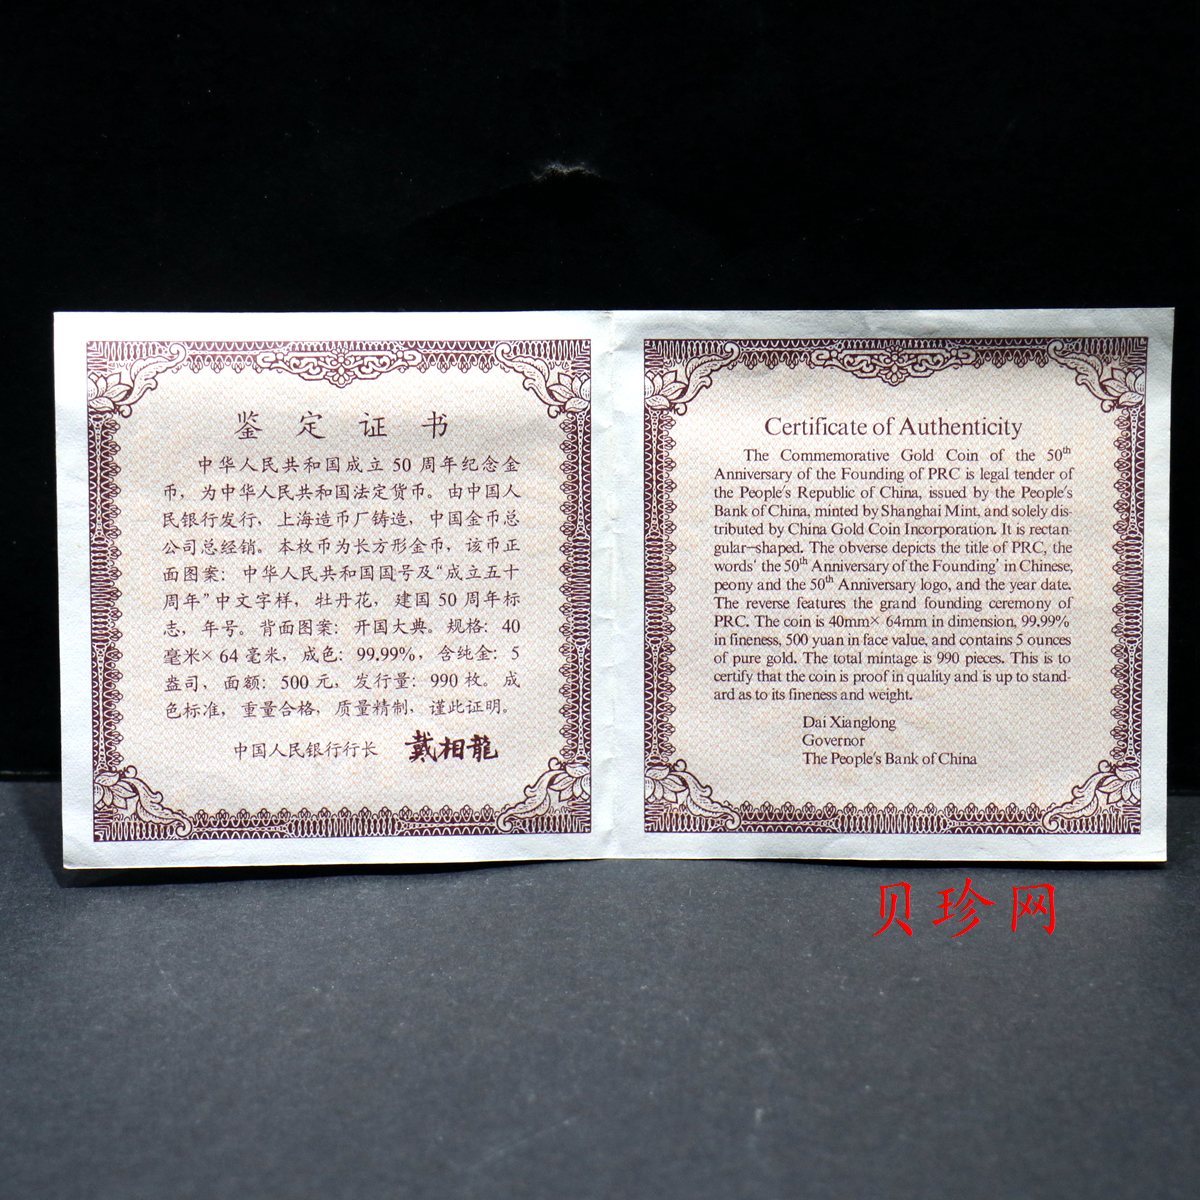 鉴定证书
中华人民共和国成立 50 周年纪念金
币，为中华人民共和国法定货币。由中国人
民银行发行，上海造币厂铸造，中国金币总
公司总经销。本枚币为长方形金币，该币正
面图案：中华人民共和国国号及“成立五十
周年”中文字样，牡丹花，建国 50 周年标
志，年号。背面图案：开国大典。规格：40
毫米× 64 毫米，成色：99.99%，含纯金：5
盎司，面额：500 元，发行量：990 枚。成
色标准，重量合格，质量精制，谨此证明。
中国人民银行行长 戴相龍
Certificate of Authenticity
The Commemorative Gold Coin of the 50th
Anniversary of the Founding of PRC is legal tender of
the People's Republic of China, issued by the People's
Bank of China, minted by Shanghai Mint, and solely dis-
tributed by China Gold Coin Incorporation. It is rectan
gular-shaped. The obverse depicts the title of PRC, the
words' the 50th Anniversary of the Founding' in Chinese,
peony and the 50th Anniversary logo, and the year date.
The reverse features the grand founding ceremony of
PRC. The coin is 40mm× 64mm in dimension, 99.99%
in fineness, 500 yuan in face value, and contains 5 ounces
of pure gold. The total mintage is 990 pieces. This is to
certify that the coin is proof in quality and is up to stand-
ard as to its fineness and weight.
Dai Xianglong
Governor
The People's Bank of China
贝珍网